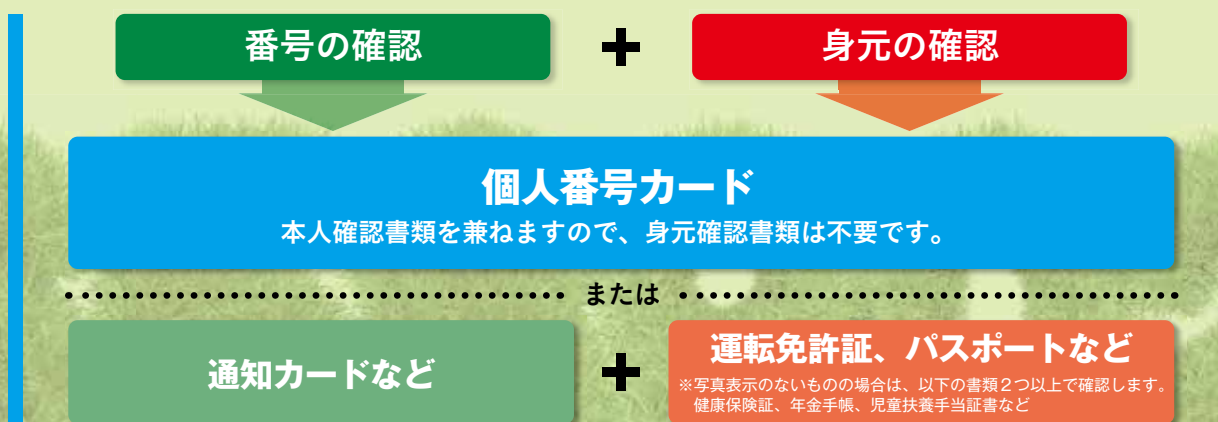 番号の確認
+
身元の確認
個人番号カード
本人確認書類を兼ねますので、身元確認書類は不要です。
または
通知カードなど
+
運転免許証、パスポートなど
※写真表示のないものの場合は、以下の書類2つ以上で確認します。
健康保険証、年金手帳、児童扶養手当証書など